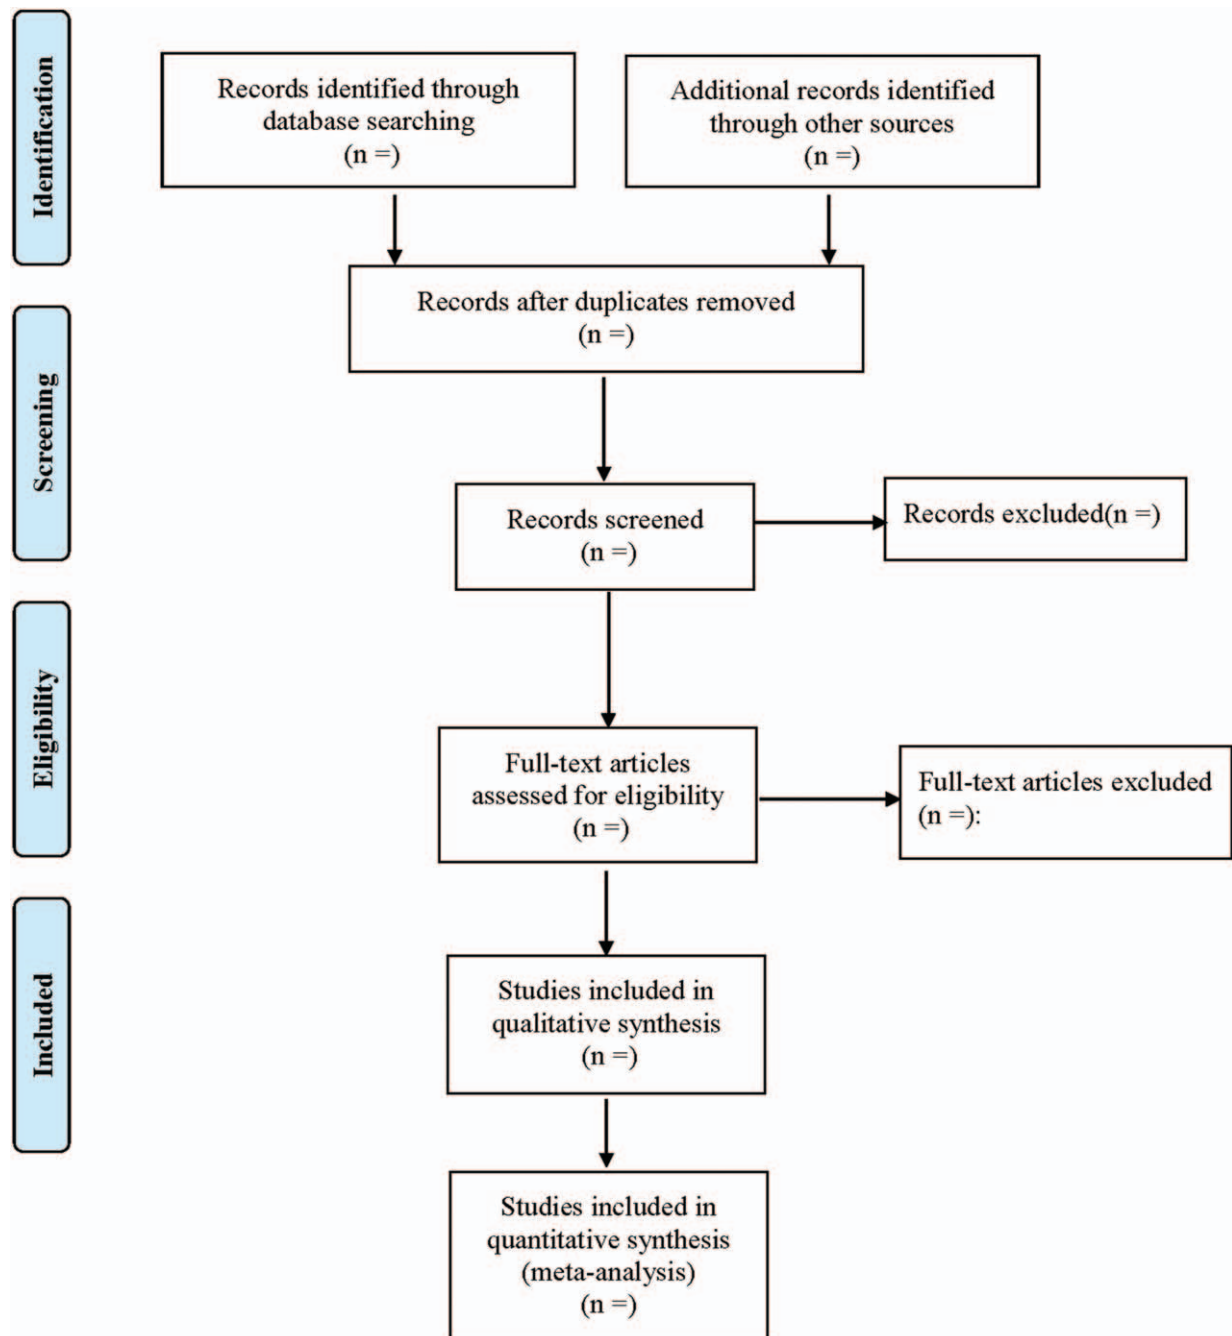 Identification
Records identified through
database searching
(n =)
Additional records identified
through other sources
(n =)
Records after duplicates removed
(n =)
Screening
Records screened
(n =)
Records excluded(n =)
Eligibility
Full-text articles
assessed for eligibility
(n =)
Full-text articles excluded
(n =):
Included
Studies included in
qualitative synthesis
(n =)
Studies included in
quantitative synthesis
(meta-analysis)
(n =)